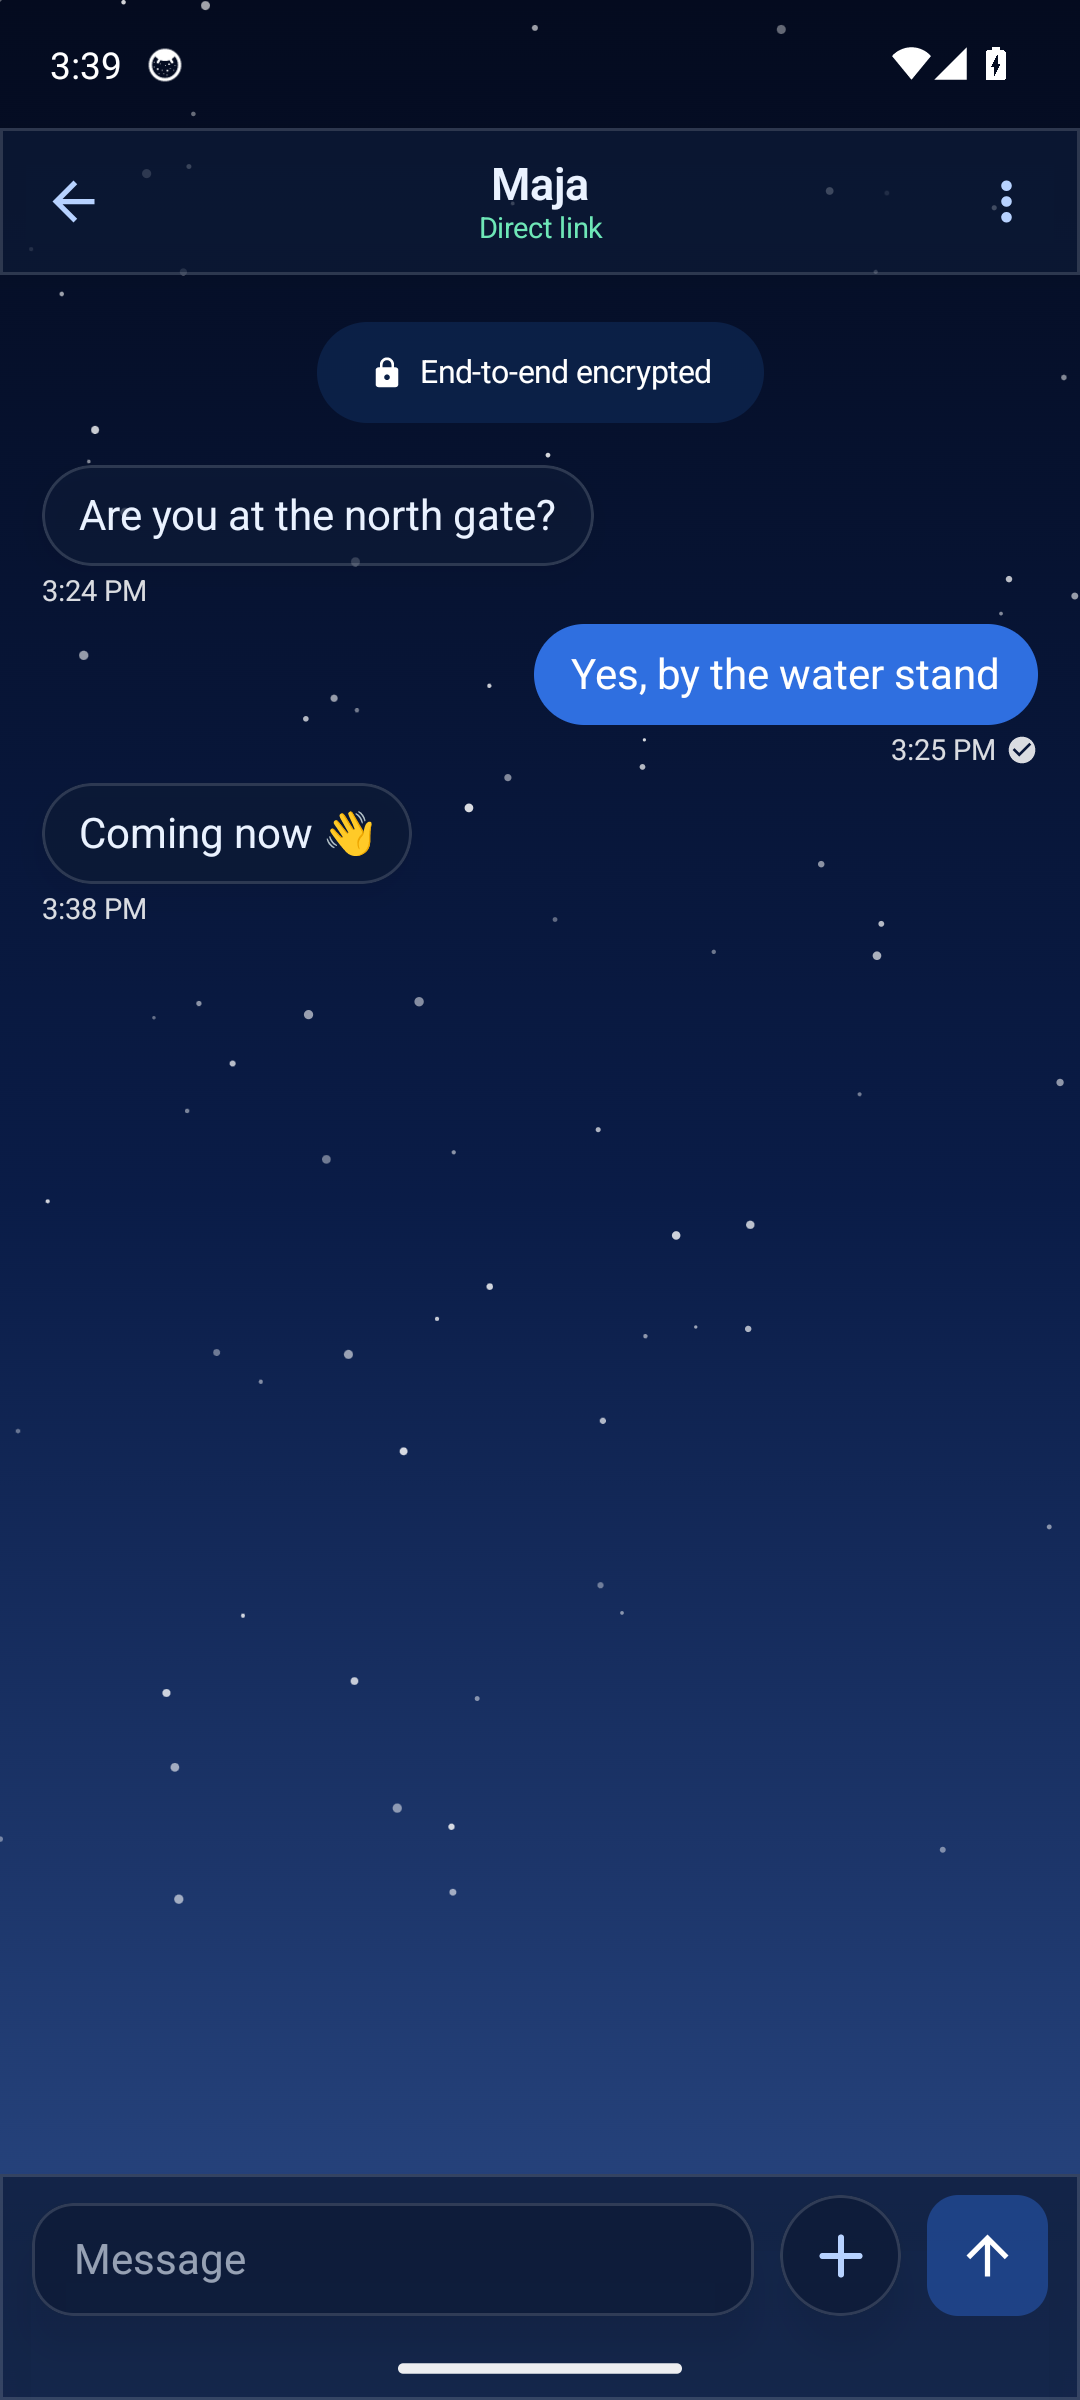 3:39
Maja
Direct link
End-to-end encrypted
Are you at the north gate?
3:24 PM
Yes, by the water stand
3:25 PM
Coming now 👋
3:38 PM
Message